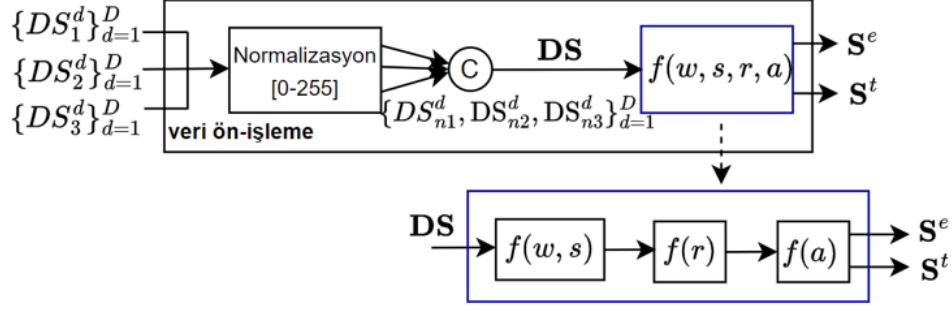 {DS_1^d}_{d=1}^D
{DS_2^d}_{d=1}^D
{DS_3^d}_{d=1}^D
Normalizasyon
[0-255]
C
DS
{DS_{n1}^d, DS_{n2}^d, DS_{n3}^d}_{d=1}^D
f(w, s, r, a)
S^e
S^t
veri ön-işleme
DS
f(w, s)
f(r)
f(a)
S^e
S^t